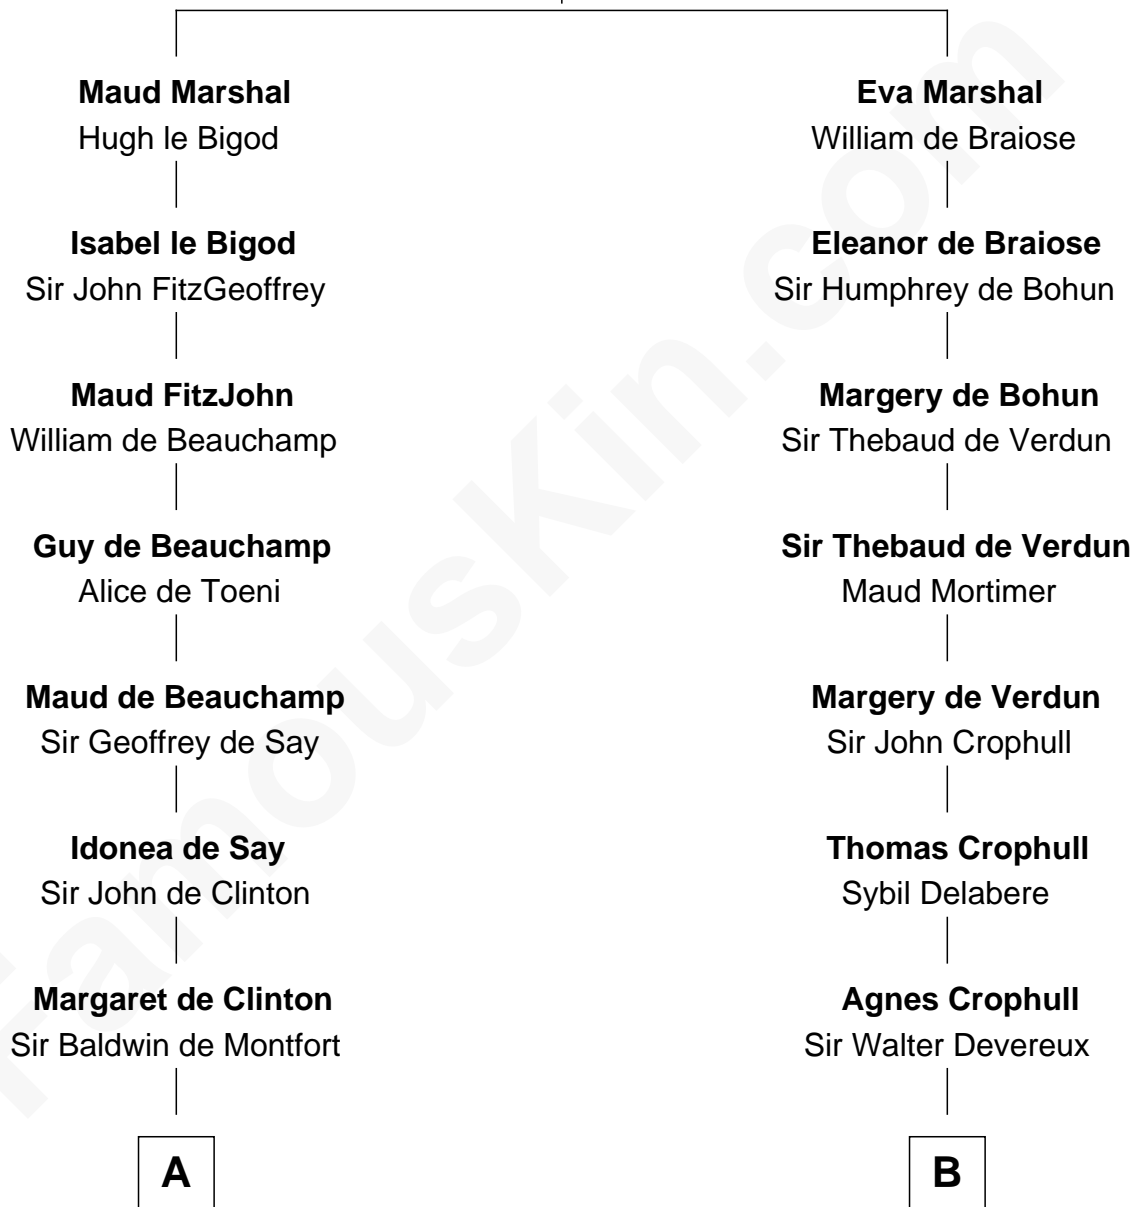 Maud Marshal
Hugh le Bigod
Isabel le Bigod
Sir John FitzGeoffrey
Maud FitzJohn
William de Beauchamp
Guy de Beauchamp
Alice de Toeni
Maud de Beauchamp
Sir Geoffrey de Say
Idonea de Say
Sir John de Clinton
Margaret de Clinton
Sir Baldwin de Montfort
A
Eva Marshal
William de Braiose
Eleanor de Braiose
Sir Humphrey de Bohun
Margery de Bohun
Sir Thebaud de Verdun
Sir Thebaud de Verdun
Maud Mortimer
Margery de Verdun
Sir John Crophull
Thomas Crophull
Sybil Delabere
Agnes Crophull
Sir Walter Devereux
B
FamousKin.com